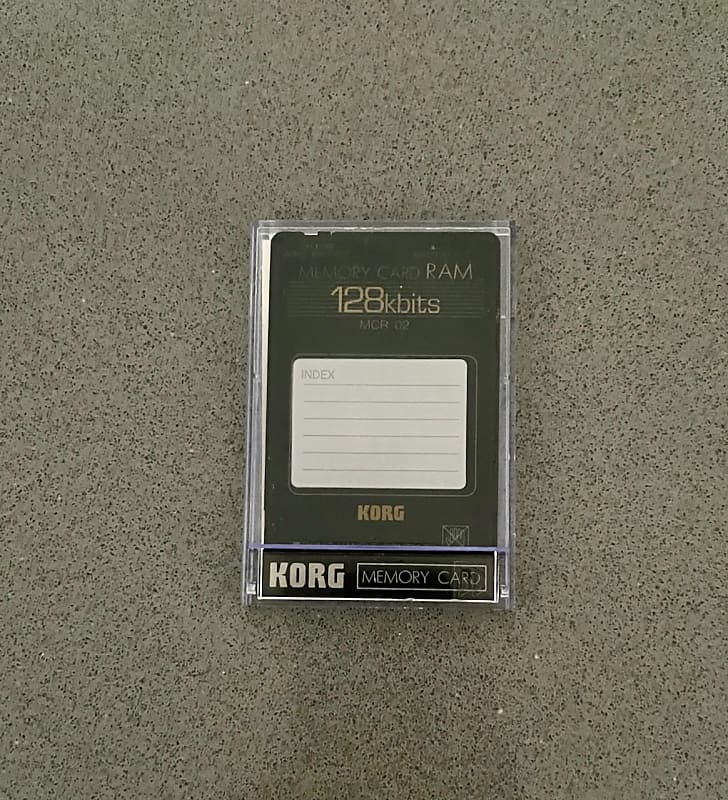 MEMORY CARD RAM
128kbits
MCR 02
INDEX
KORG
KORG MEMORY CARD